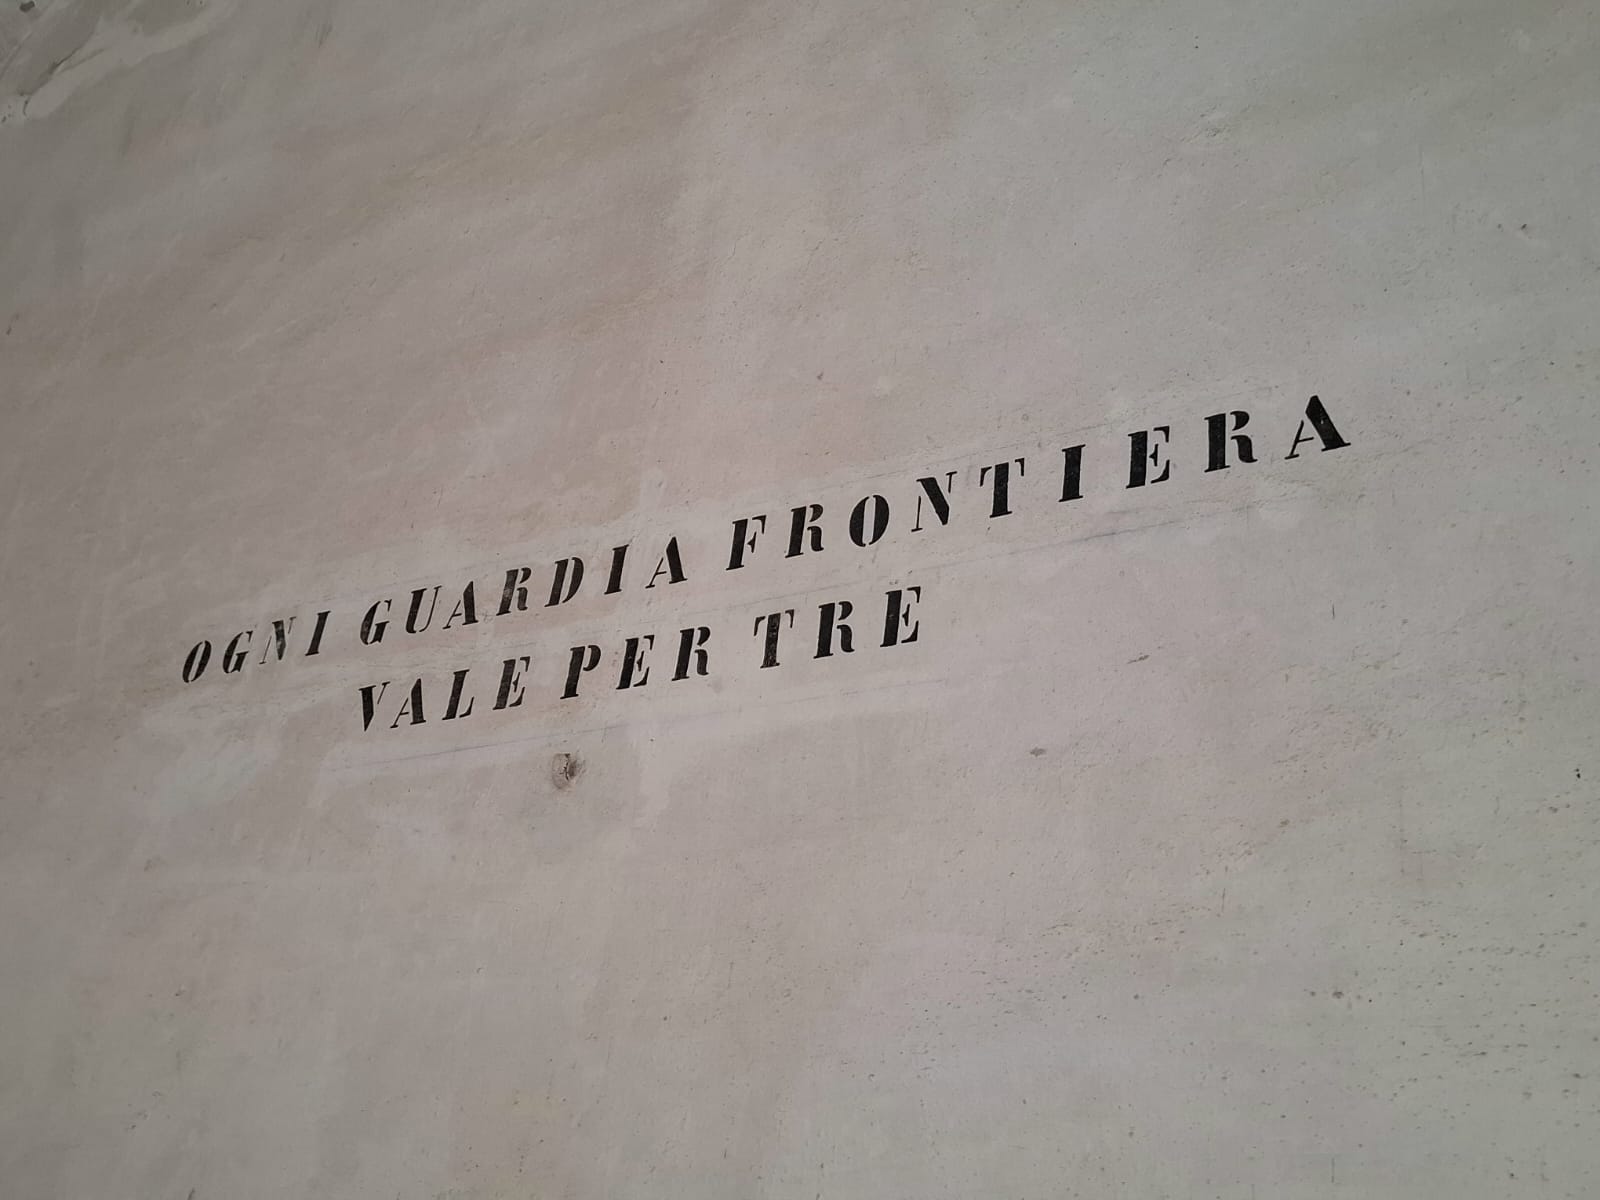 OGNI GUARDIA FRONTIERA
VALE PER TRE